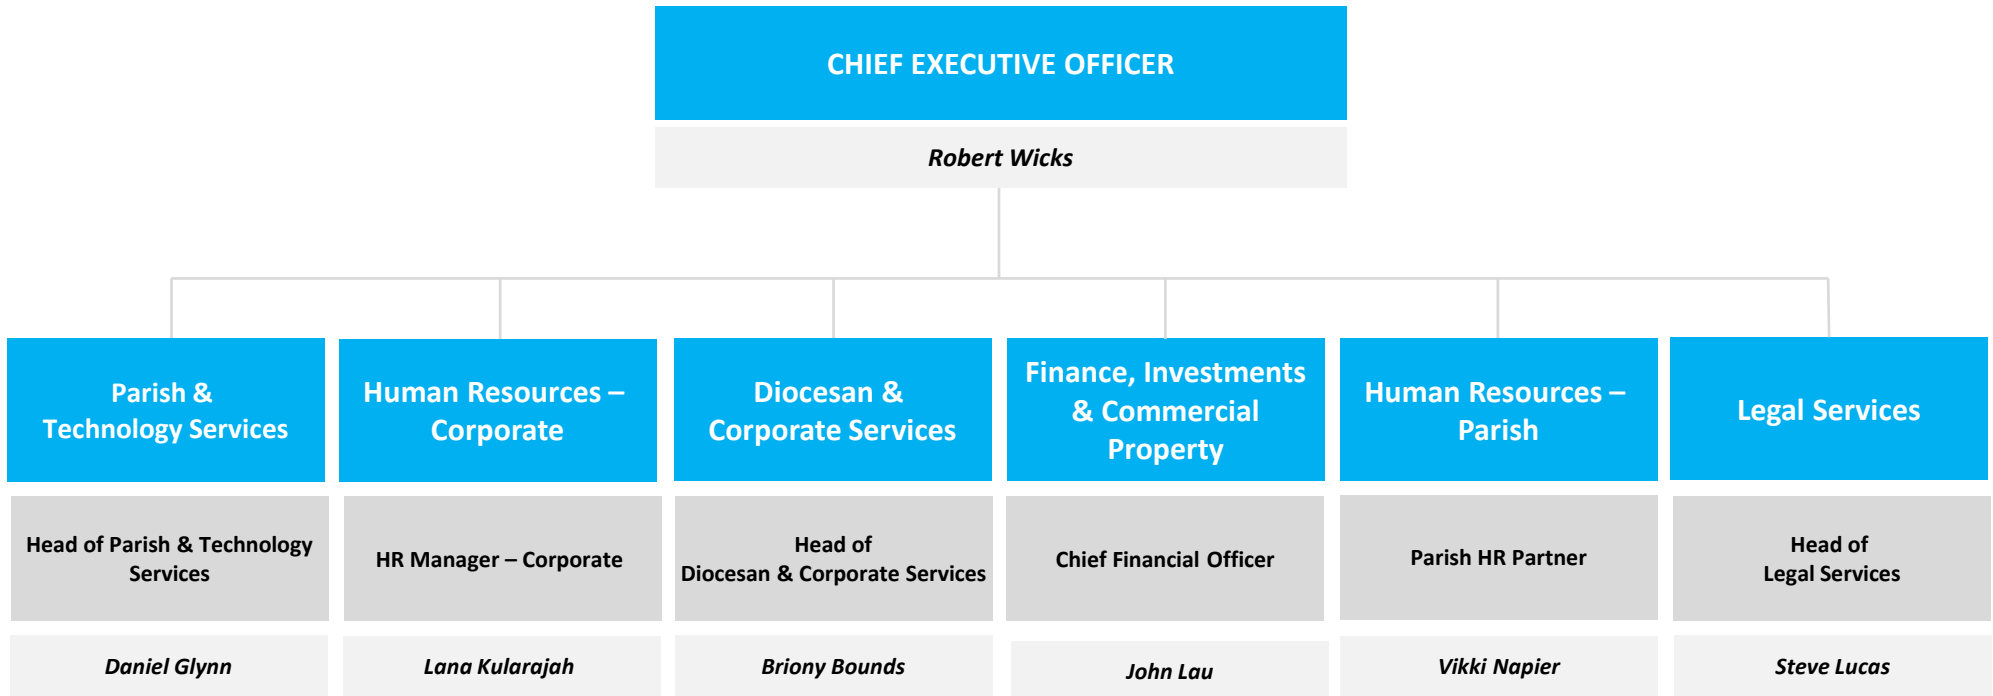 CHIEF EXECUTIVE OFFICER
Robert Wicks
Parish &
Technology Services
Human Resources –
Corporate
Diocesan &
Corporate Services
Finance, Investments
& Commercial
Property
Human Resources –
Parish
Legal Services
Head of Parish & Technology
Services
HR Manager – Corporate
Head of
Diocesan & Corporate Services
Chief Financial Officer
Parish HR Partner
Head of
Legal Services
Daniel Glynn
Lana Kularajah
Briony Bounds
John Lau
Vikki Napier
Steve Lucas